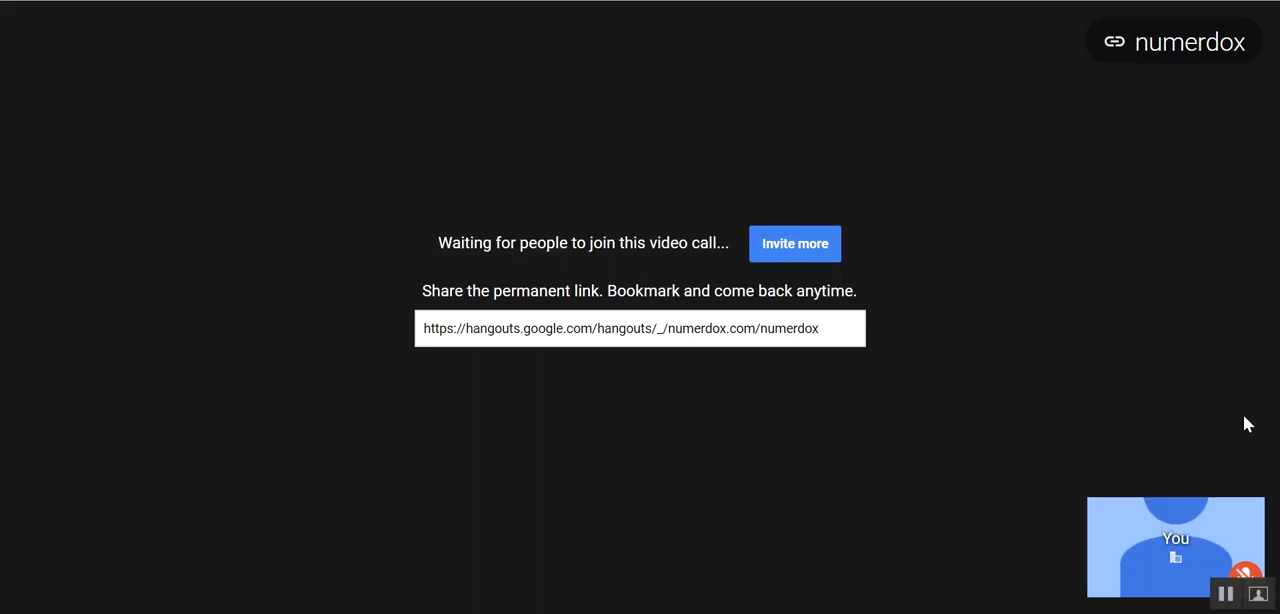 numerdox
Waiting for people to join this video call...
Invite more
Share the permanent link. Bookmark and come back anytime.
https://hangouts.google.com/hangouts/_/numerdox.com/numerdox
You